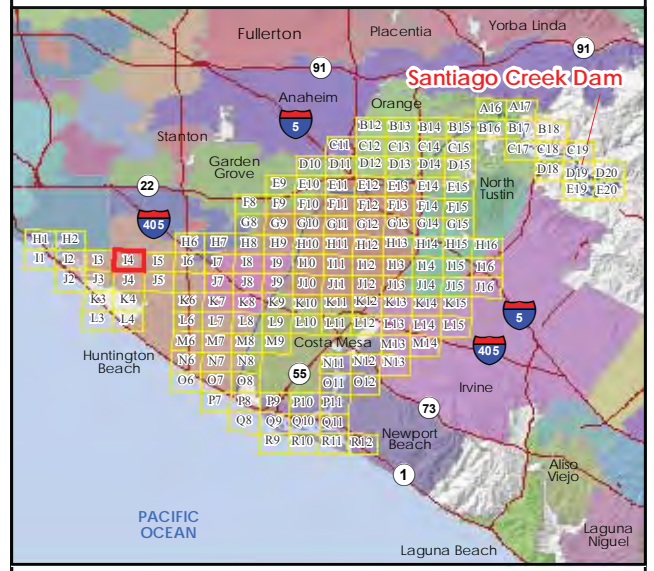 Fullerton
Placentia
Yorba Linda
91
91
Santiago Creek Dam
Anaheim
Orange
A16 A17
5
B12 B13 B14 B15 B16 B17 B18
Stanton
C11 C12 C13 C14 C15 C17 C18 C19
Garden
Grove
D10 D11 D12 D13 D14 D15 D18 D19 D20
22
E9 E10 E11 E12 E13 E14 E15 E19 E20
North
Tustin
F8 F9 F10 F11 F12 F13 F14 F15
405
G8 G9 G10 G11 G12 G13 G14 G15
H1 H2 H6 H7 H8 H9 H10 H11 H12 H13 H14 H15 H16
I1 I2 I3 I4 I5 I6 I7 I8 I9 I10 I11 I12 I13 I14 I15 I16
J2 J3 J4 J5 J7 J8 J9 J10 J11 J12 J13 J14 J15 J16
K3 K4 K6 K7 K8 K9 K10 K11 K12 K13 K14 K15
5
L3 L4 L6 L7 L8 L9 L10 L11 L12 L13 L14 L15
M6 M7 M8 M9 Costa Mesa M13 M14
405
Huntington
Beach
N6 N7 N8 N11 N12 N13
55
O6 O7 O8 O11 O12
Irvine
P7 P8 P9 P10 P11
73
Q8 Q9 Q10 Q11
Newport
Beach
R9 R10 R11 R12
1
Aliso
Viejo
PACIFIC
OCEAN
Laguna
Niguel
Laguna Beach